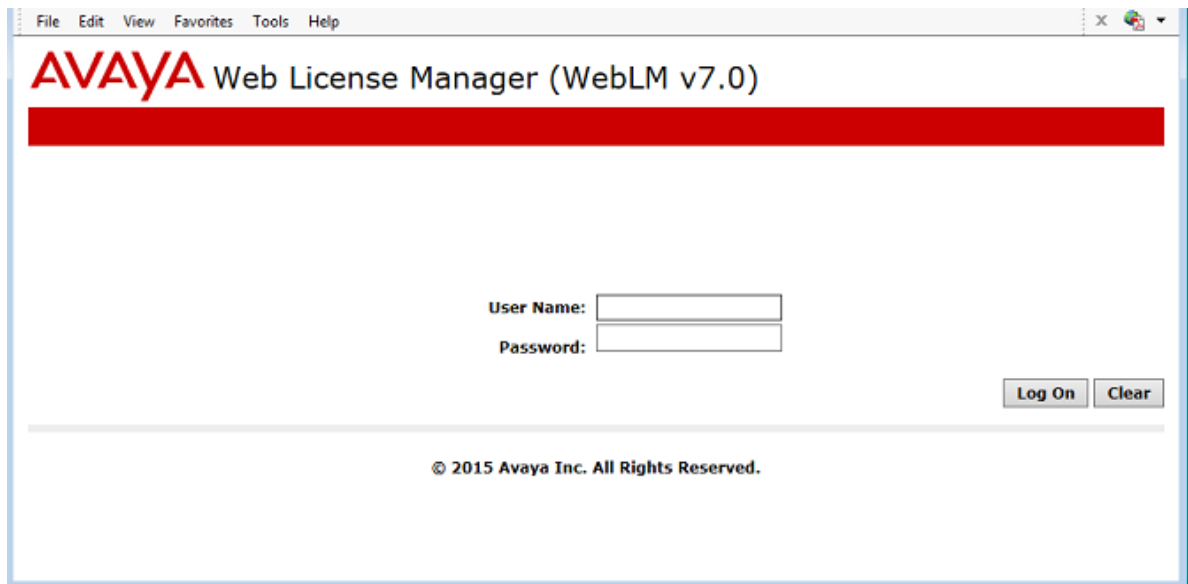 File Edit View Favorites Tools Help x
AVAYA Web License Manager (WebLM v7.0)
User Name:
Password:
Log On Clear
© 2015 Avaya Inc. All Rights Reserved.